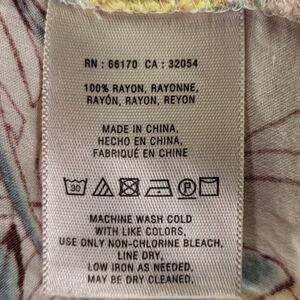 RN : 66170 CA : 32054
100% RAYON, RAYONNE,
RAYÓN, RAYON, REYON
MADE IN CHINA,
HECHO EN CHINA,
FABRIQUÉ EN CHINE
30 P
MACHINE WASH COLD
WITH LIKE COLORS,
USE ONLY NON-CHLORINE BLEACH,
LINE DRY,
LOW IRON AS NEEDED,
MAY BE DRY CLEANED.